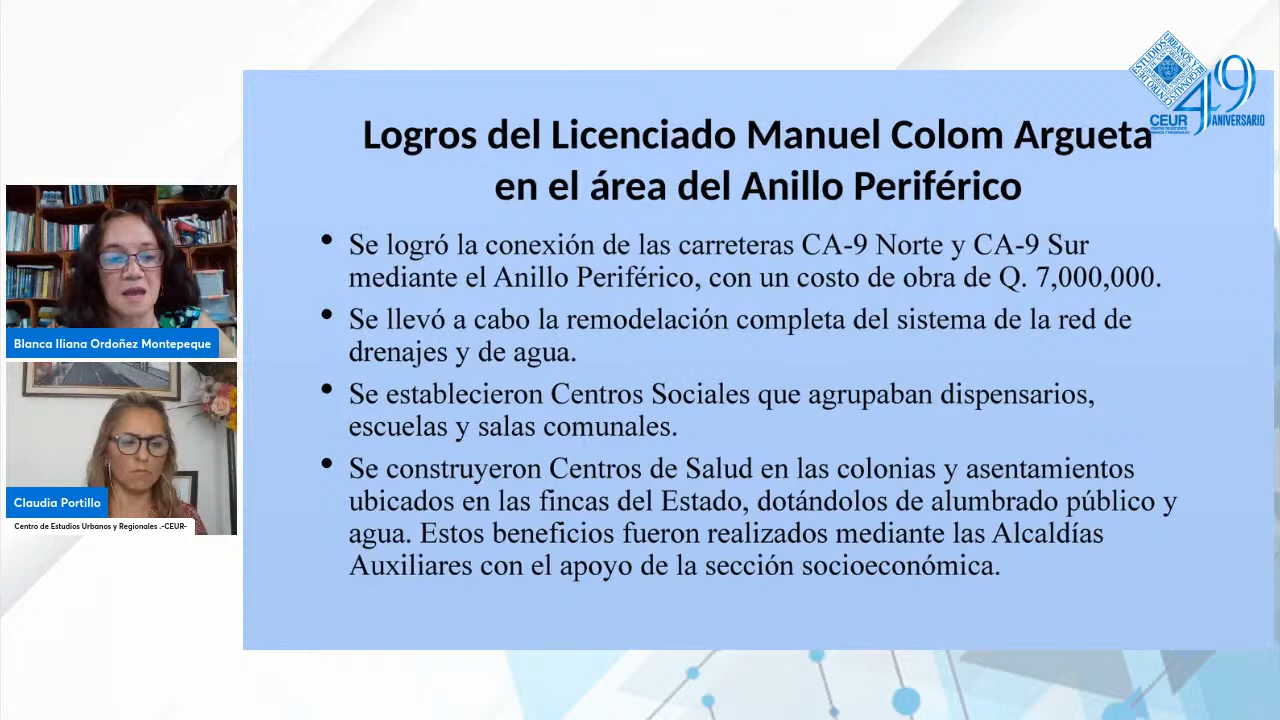 Logros del Licenciado Manuel Colom Argueta
en el área del Anillo Periférico
• Se logró la conexión de las carreteras CA-9 Norte y CA-9 Sur
mediante el Anillo Periférico, con un costo de obra de Q. 7,000,000.
• Se llevó a cabo la remodelación completa del sistema de la red de
drenajes y de agua.
• Se establecieron Centros Sociales que agrupaban dispensarios,
escuelas y salas comunales.
• Se construyeron Centros de Salud en las colonias y asentamientos
ubicados en las fincas del Estado, dotándolos de alumbrado público y
agua. Estos beneficios fueron realizados mediante las Alcaldías
Auxiliares con el apoyo de la sección socioeconómica.
Blanca Iliana Ordoñez Montepeque
Claudia Portillo
Centro de Estudios Urbanos y Regionales .-CEUR-
49
CEUR
ANIVERSARIO